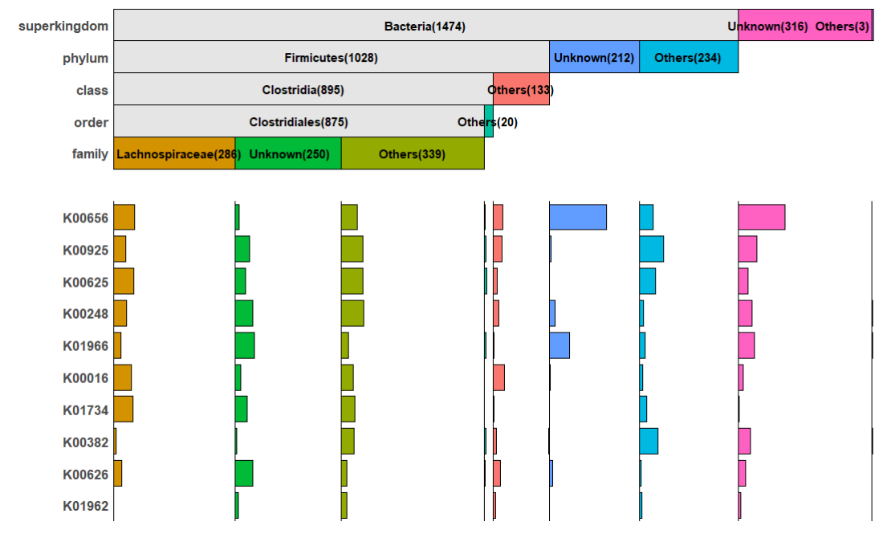 superkingdom Bacteria(1474) Unknown(316) Others(3)
phylum Firmicutes(1028) Unknown(212) Others(234)
class Clostridia(895) Others(133)
order Clostridiales(875) Others(20)
family Lachnospiraceae(286) Unknown(250) Others(339)
K00656
K00925
K00625
K00248
K01966
K00016
K01734
K00382
K00626
K01962